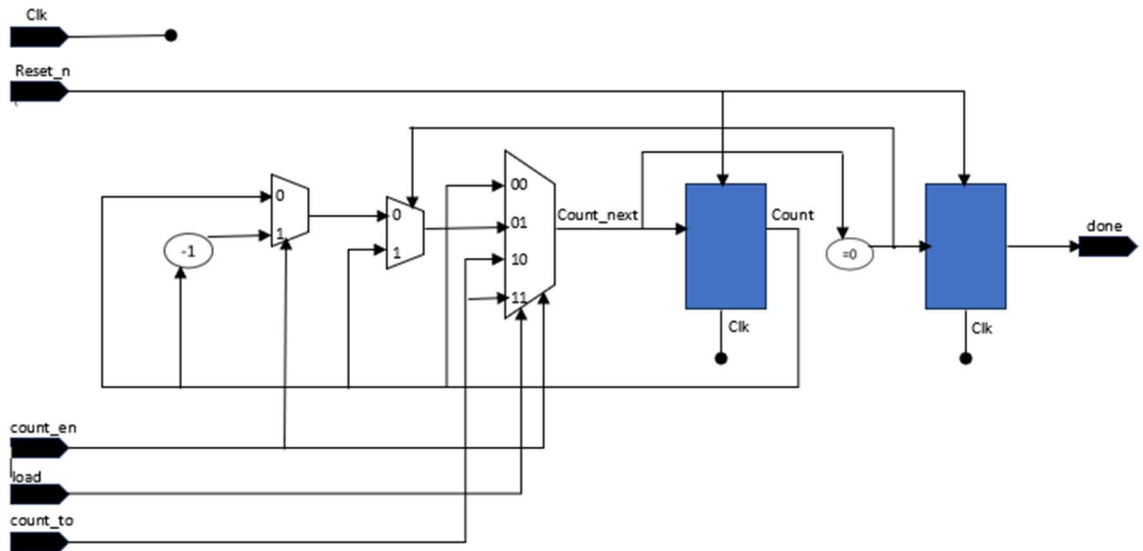 Clk
Reset_n
0
1
-1
0
1
00
01
10
11
Count_next
Count
=0
done
Clk
Clk
count_en
load
count_to